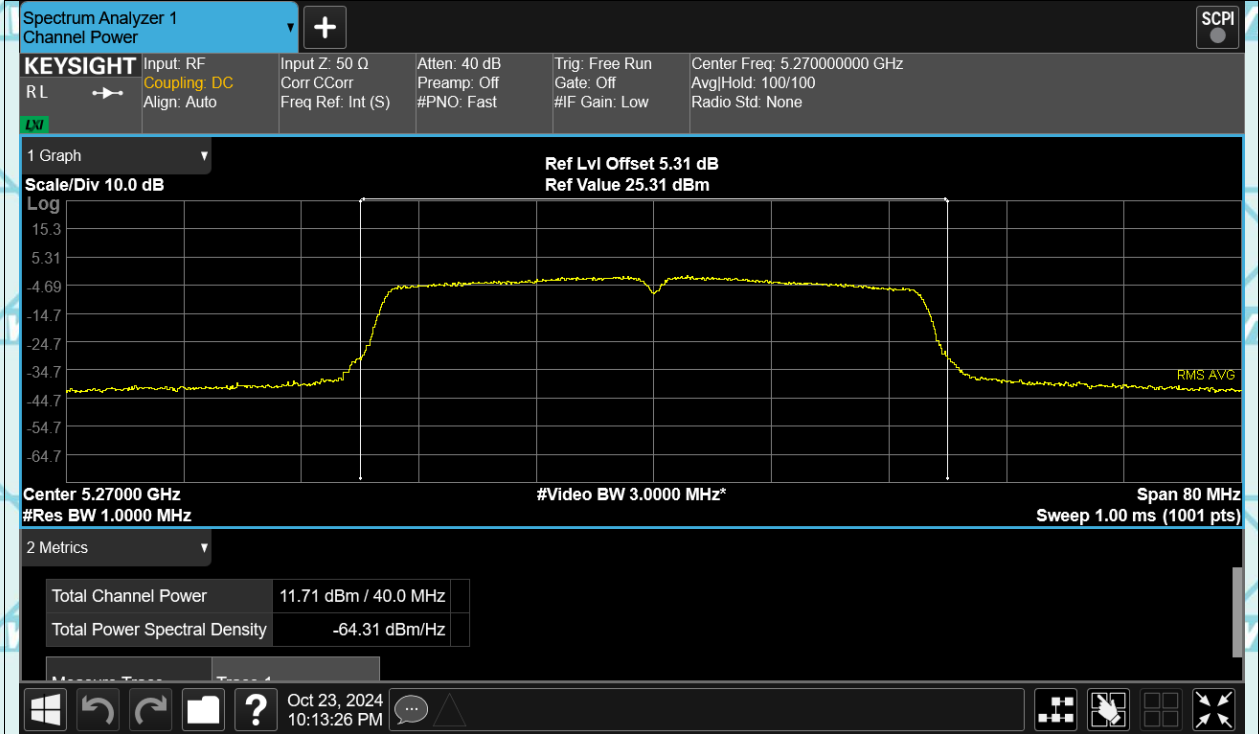 Spectrum Analyzer 1
Channel Power
SCPI
KEYSIGHT
R L
LXI
Input: RF
Coupling: DC
Align: Auto
Input Z: 50 Ω
Corr CCorr
Freq Ref: Int (S)
Atten: 40 dB
Preamp: Off
#PNO: Fast
Trig: Free Run
Gate: Off
#IF Gain: Low
Center Freq: 5.270000000 GHz
Avg|Hold: 100/100
Radio Std: None
1 Graph
Ref Lvl Offset 5.31 dB
Scale/Div 10.0 dB
Ref Value 25.31 dBm
Log
15.3
5.31
-4.69
-14.7
-24.7
-34.7
RMS AVG
-44.7
-54.7
-64.7
Center 5.27000 GHz
#Video BW 3.0000 MHz*
Span 80 MHz
#Res BW 1.0000 MHz
Sweep 1.00 ms (1001 pts)
2 Metrics
Total Channel Power 11.71 dBm / 40.0 MHz
Total Power Spectral Density -64.31 dBm/Hz
Measure Trace Trace 1
Oct 23, 2024
10:13:26 PM